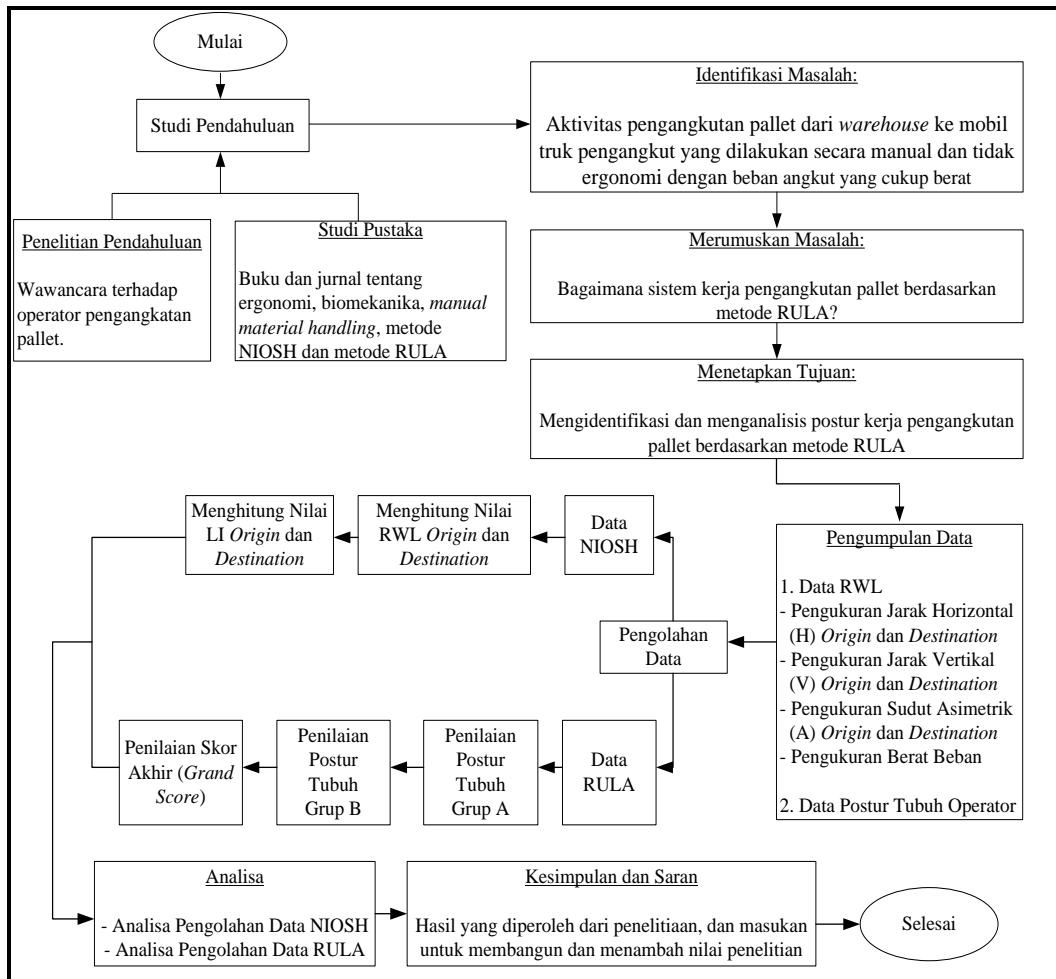 Mulai
Studi Pendahuluan
Penelitian Pendahuluan
Wawancara terhadap
operator pengangkatan
pallet.
Studi Pustaka
Buku dan jurnal tentang
ergonomi, biomekanika, manual
material handling, metode
NIOSH dan metode RULA
Identifikasi Masalah:
Aktivitas pengangkutan pallet dari warehouse ke mobil
truk pengangkut yang dilakukan secara manual dan tidak
ergonomi dengan beban angkut yang cukup berat
Merumuskan Masalah:
Bagaimana sistem kerja pengangkutan pallet berdasarkan
metode RULA?
Menetapkan Tujuan:
Mengidentifikasi dan menganalisis postur kerja pengangkutan
pallet berdasarkan metode RULA
Pengumpulan Data
1. Data RWL
- Pengukuran Jarak Horizontal
(H) Origin dan Destination
- Pengukuran Jarak Vertikal
(V) Origin dan Destination
- Pengukuran Sudut Asimetrik
(A) Origin dan Destination
- Pengukuran Berat Beban
2. Data Postur Tubuh Operator
Pengolahan
Data
Data
NIOSH
Menghitung Nilai
RWL Origin dan
Destination
Menghitung Nilai
LI Origin dan
Destination
Data
RULA
Penilaian
Postur
Tubuh
Grup A
Penilaian
Postur
Tubuh
Grup B
Penilaian Skor
Akhir (Grand
Score)
Analisa
- Analisa Pengolahan Data NIOSH
- Analisa Pengolahan Data RULA
Kesimpulan dan Saran
Hasil yang diperoleh dari penelitiaan, dan masukan
untuk membangun dan menambah nilai penelitian
Selesai